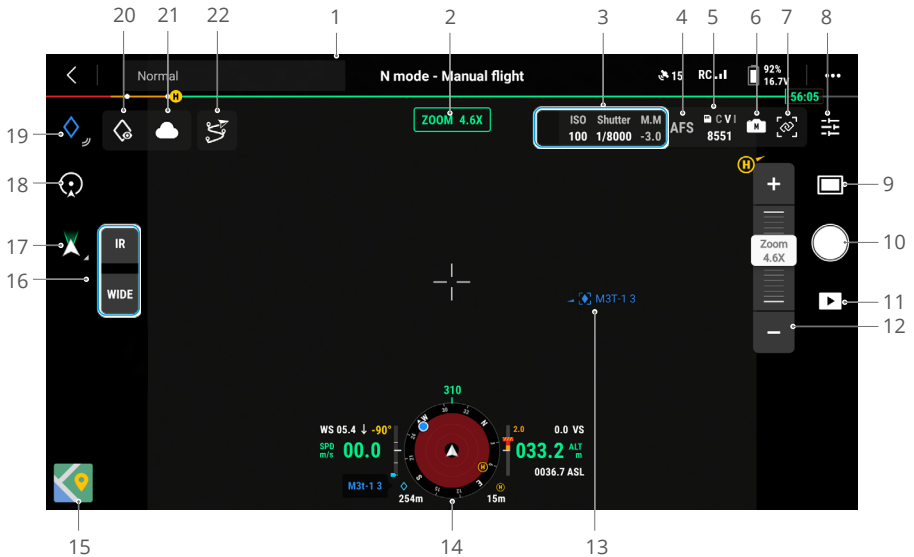 20 21 22 1 2 3 4 5 6 7 8
Normal
N mode - Manual flight
15
RC
92%
16.7V
56:05
ZOOM 4.6X
ISO Shutter M.M
100 1/8000 -3.0
AFS
C V I
8551
H
H
19
18
17
16
IR
WIDE
+
Zoom
4.6X
−
9
10
11
12
M3T-1 3
310
WS 05.4 ↓ -90°
SPD
m/s
00.0
M3t-1 3
254m
N
E
S
W
H
15m
2.0
0.0 VS
033.2 ALT
m
0036.7 ASL
15 14 13